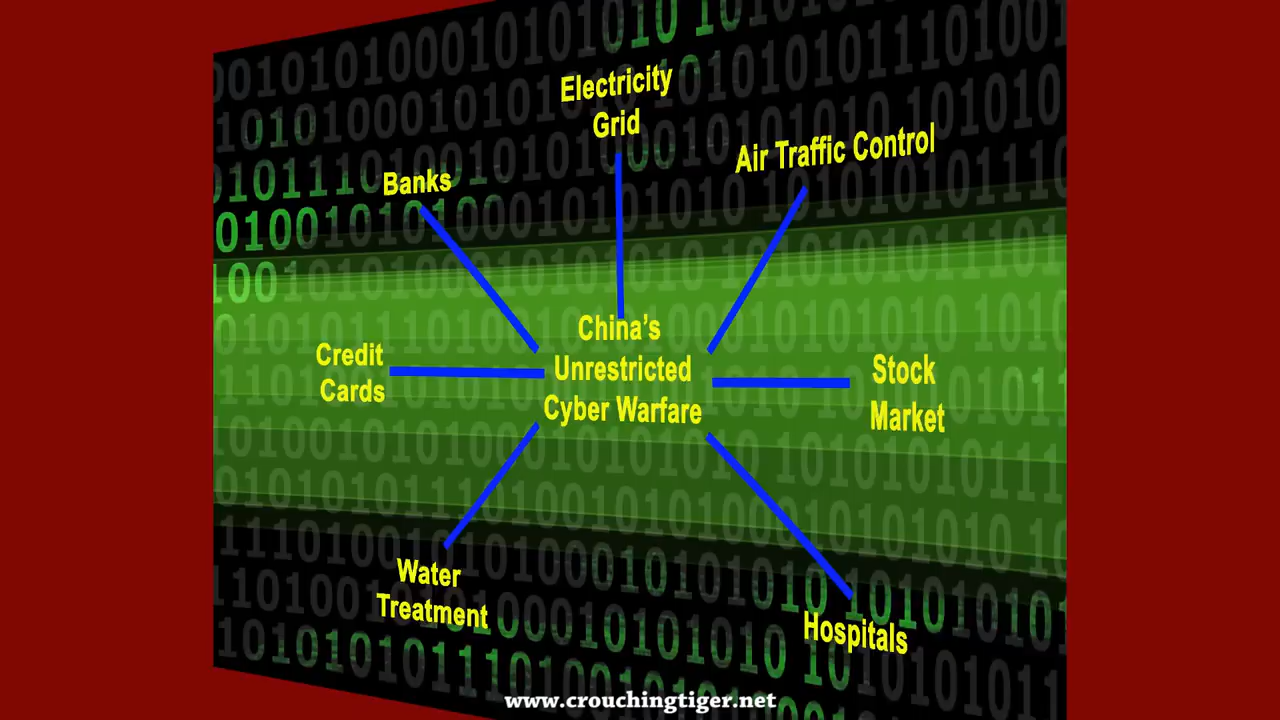 Electricity
Grid
Air Traffic Control
Banks
China's
Unrestricted
Cyber Warfare
Credit
Cards
Stock
Market
Water
Treatment
Hospitals
www.crouchingtiger.net